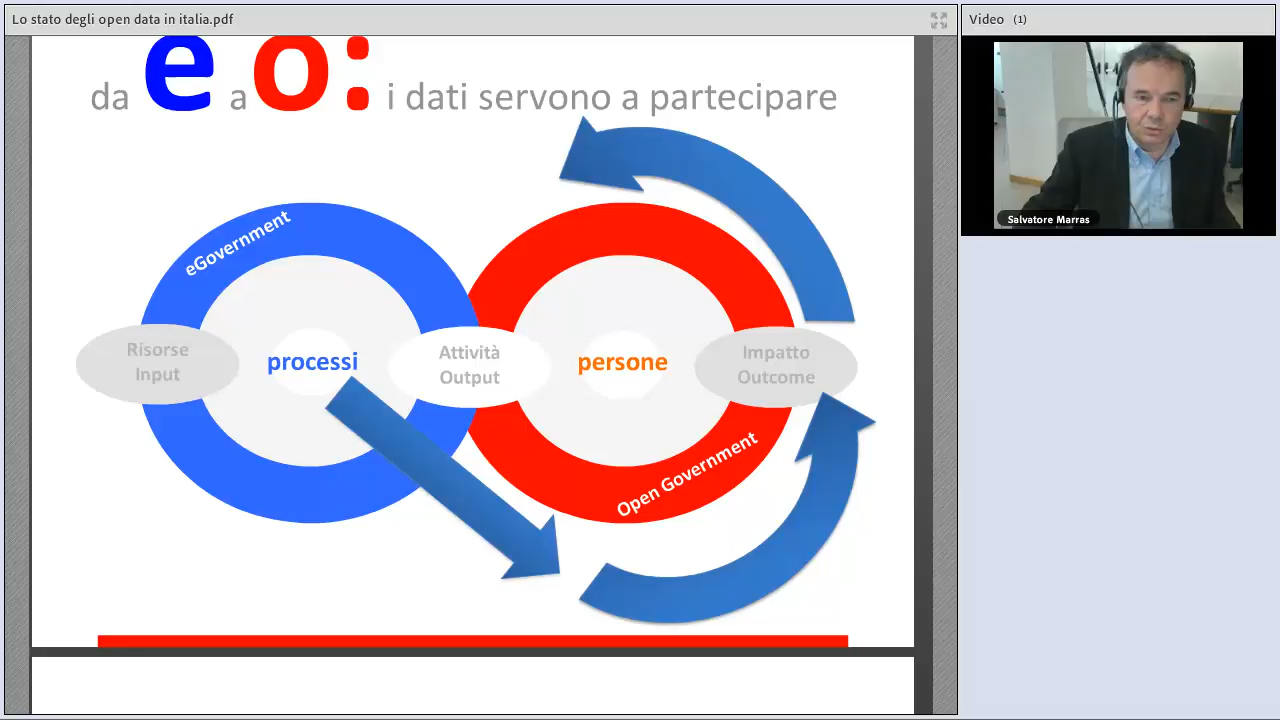 Lo stato degli open data in italia.pdf
Video (1)
da e a o: i dati servono a partecipare
eGovernment
Risorse
Input
processi
Attività
Output
persone
Impatto
Outcome
Open Government
Salvatore Marras